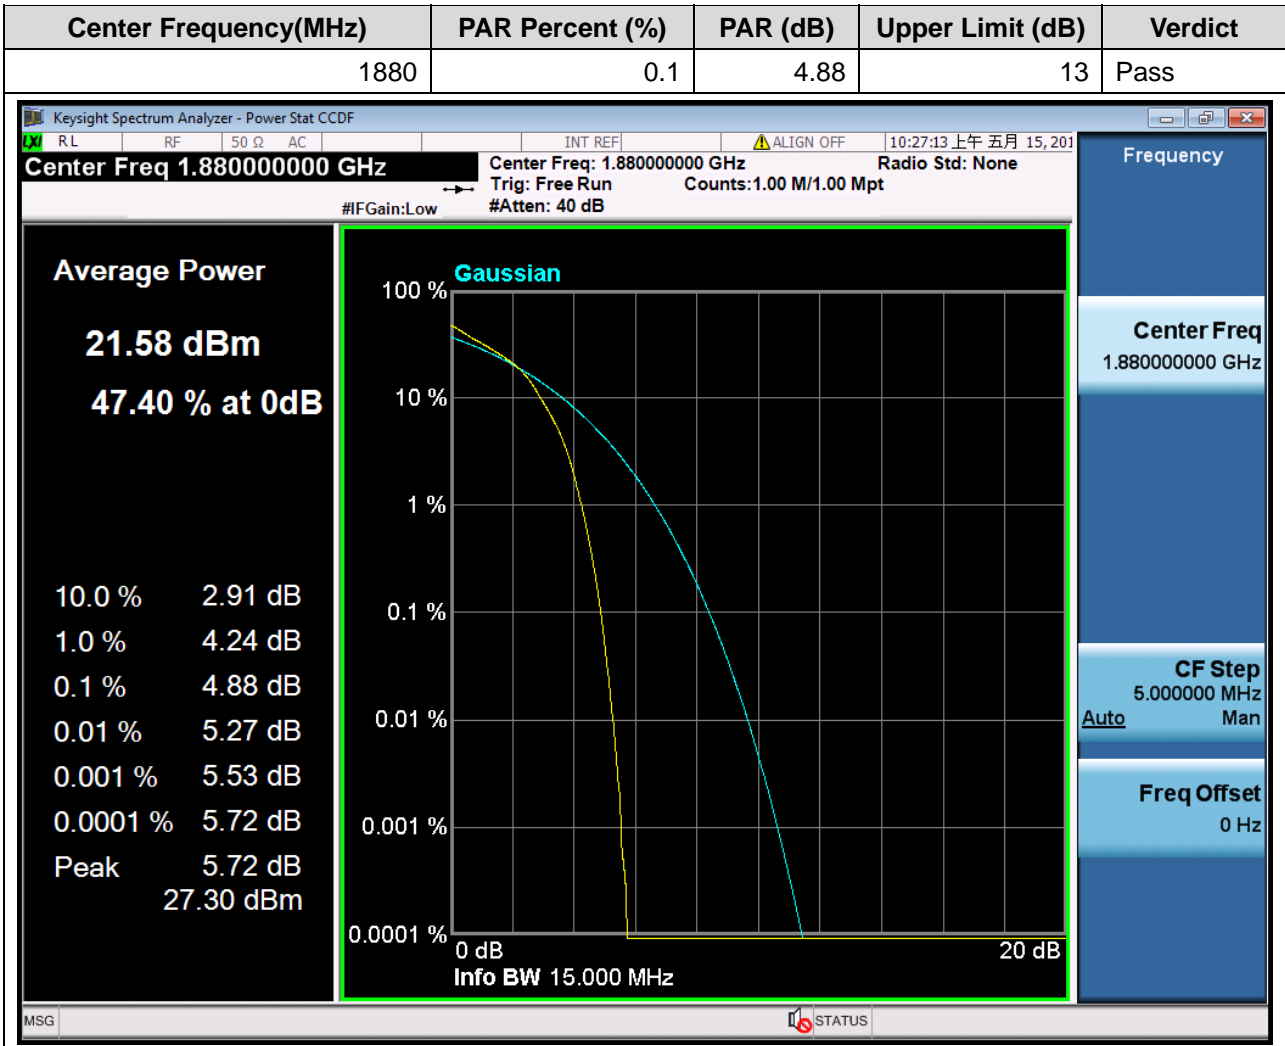 Center Frequency(MHz) PAR Percent (%) PAR (dB) Upper Limit (dB) Verdict
1880 0.1 4.88 13 Pass
Keysight Spectrum Analyzer - Power Stat CCDF
LXI RL RF 50 Ω AC INT REF ALIGN OFF 10:27:13 上午 五月 15, 201
Center Freq 1.880000000 GHz
#IFGain:Low
Center Freq: 1.880000000 GHz Radio Std: None
Trig: Free Run Counts:1.00 M/1.00 Mpt
#Atten: 40 dB
Average Power
21.58 dBm
47.40 % at 0dB
10.0 % 2.91 dB
1.0 % 4.24 dB
0.1 % 4.88 dB
0.01 % 5.27 dB
0.001 % 5.53 dB
0.0001 % 5.72 dB
Peak 5.72 dB
27.30 dBm
Gaussian
100 %
10 %
1 %
0.1 %
0.01 %
0.001 %
0.0001 %
0 dB 20 dB
Info BW 15.000 MHz
Frequency
Center Freq
1.880000000 GHz
CF Step
5.000000 MHz
Auto Man
Freq Offset
0 Hz
MSG STATUS